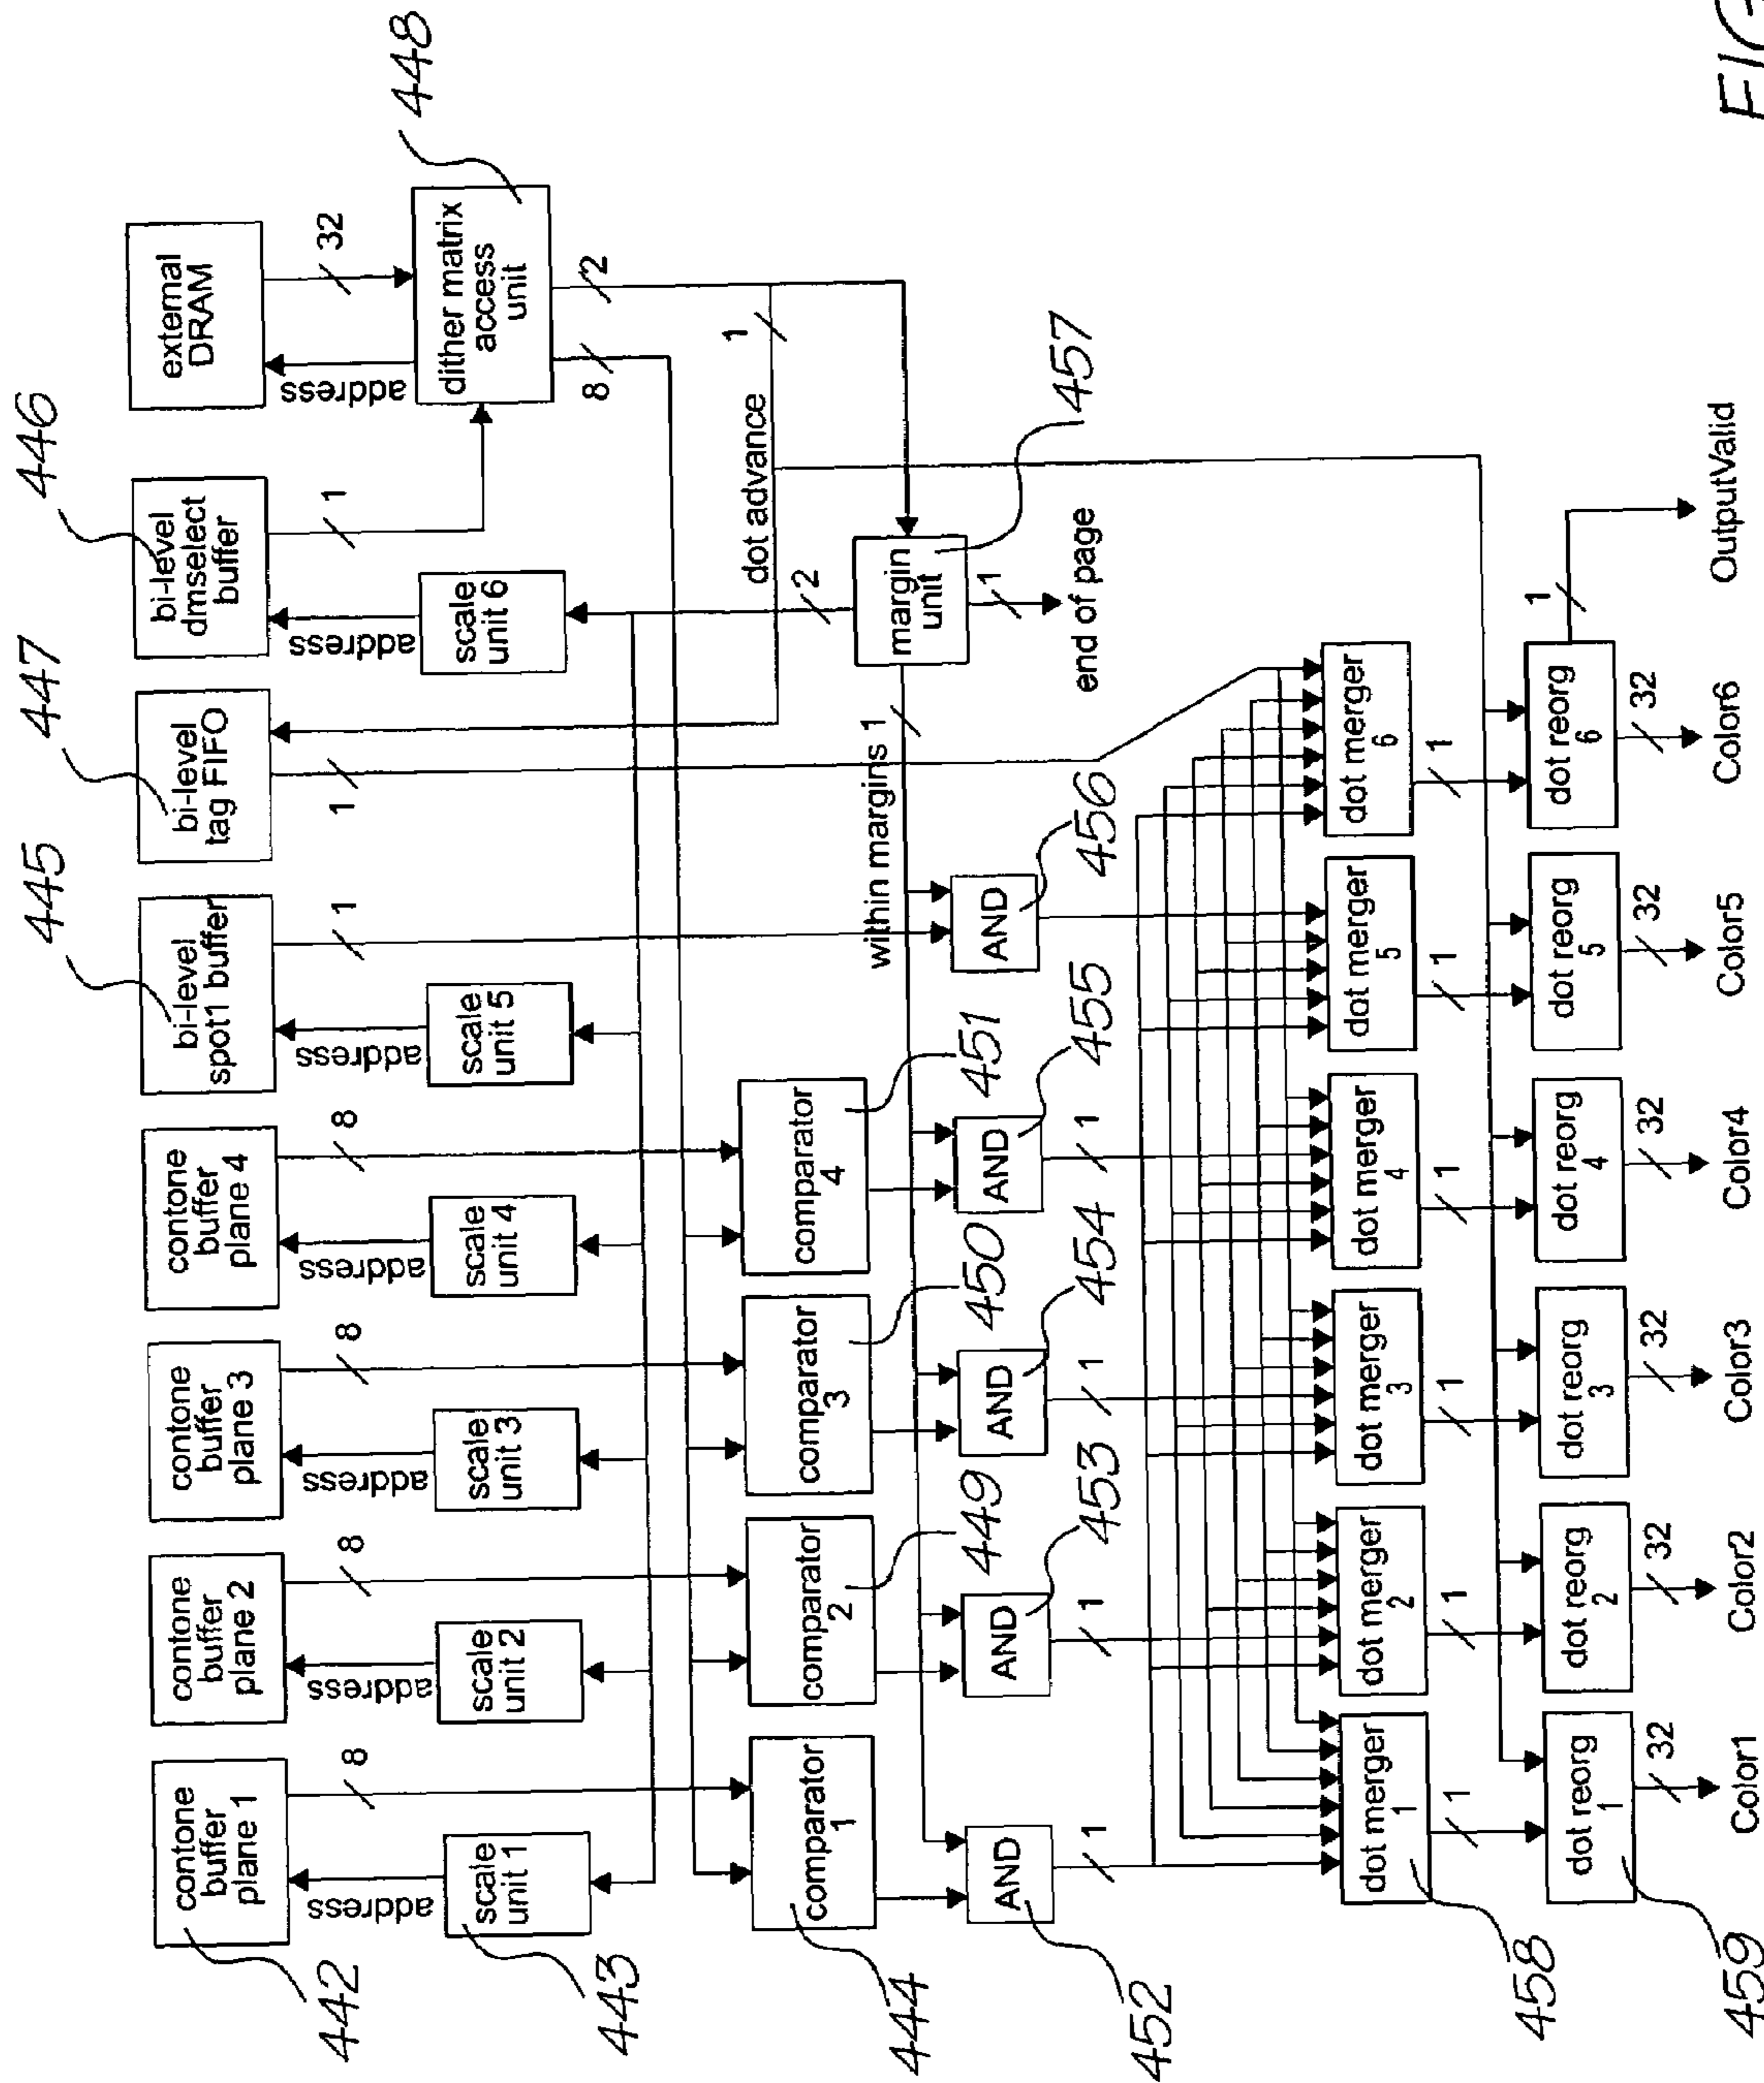 442
contone
buffer
plane 1
contone
buffer
plane 2
contone
buffer
plane 3
contone
buffer
plane 4
445
bi-level
spot1 buffer
447
bi-level
tag FIFO
446
bi-level
dmselect
buffer
external
DRAM
8
8
8
8
1
1
1
32
address
address
address
address
address
address
address
443
scale
unit 1
scale
unit 2
scale
unit 3
scale
unit 4
scale
unit 5
scale
unit 6
dither matrix
access
unit
448
8
2
1
dot advance
2
444
comparator
1
comparator
2
449
comparator
3
450
comparator
4
451
within margins 1
margin
unit
457
1
end of page
452
AND
AND
453
AND
454
AND
455
AND
456
1
1
1
1
458
dot merger
1
dot merger
2
dot merger
3
dot merger
4
dot merger
5
dot merger
6
1
1
1
1
1
1
459
dot reorg
1
dot reorg
2
dot reorg
3
dot reorg
4
dot reorg
5
dot reorg
6
1
32
32
32
32
32
32
Color1
Color2
Color3
Color4
Color5
Color6
OutputValid